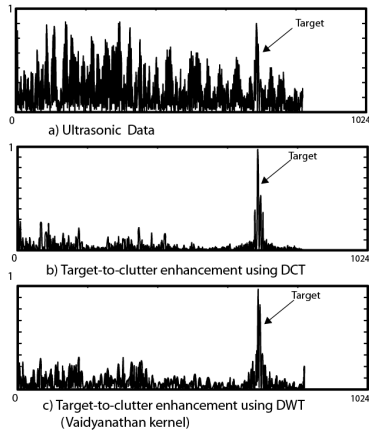 1
Target
0
1024
a) Ultrasonic Data
1
Target
0
1024
b) Target-to-clutter enhancement using DCT
1
Target
0
1024
c) Target-to-clutter enhancement using DWT
(Vaidyanathan kernel)